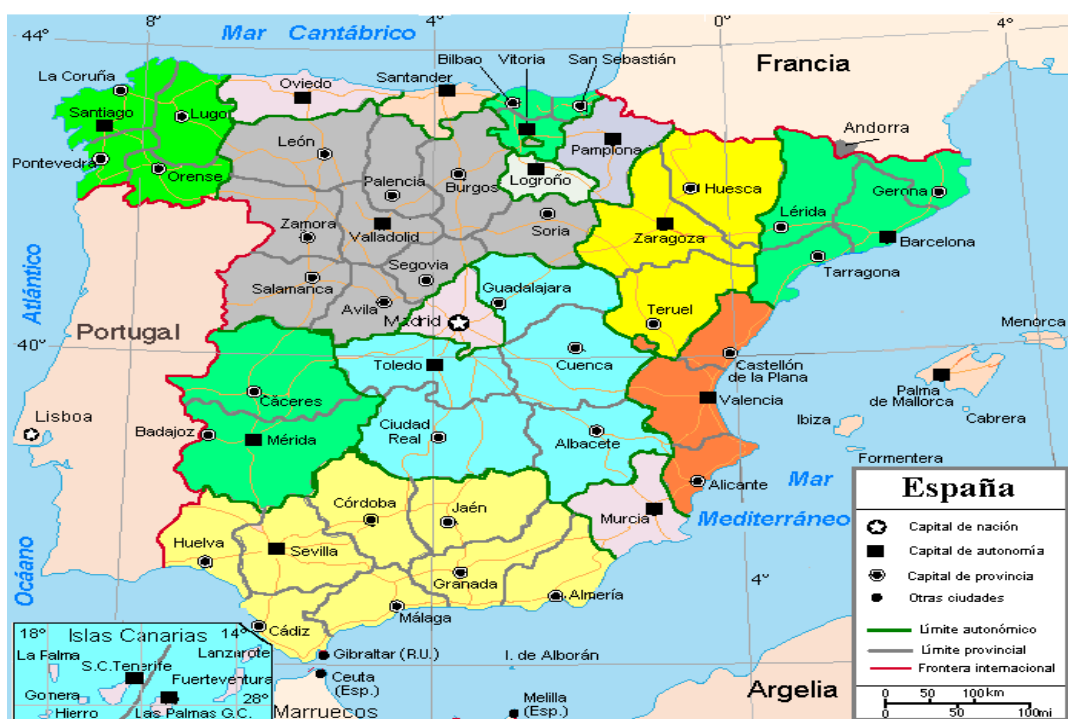 8°
4°
0°
4°
44°
Mar Cantábrico
Francia
Bilbao
Vitoria
San Sebastián
La Coruña
Oviedo
Santander
Andorra
Santiago
Lugo
León
Pamplona
Pontevedra
Orense
Palencia
Burgos
Logroño
Huesca
Gerona
Lérida
Zamora
Valladolid
Soria
Zaragoza
Barcelona
Tarragona
Segovia
Salamanca
Avila
Guadalajara
Atlántico
Portugal
Madrid
Teruel
Menorca
40°
Toledo
Cuenca
Castellón
de la Plana
Palma
de Mallorca
Cáceres
Valencia
Lisboa
Badajoz
Mérida
Ciudad
Real
Albacete
Ibiza
Cabrera
Formentera
Alicante
Mar
Mediterráneo
Murcia
Córdoba
Jaén
Huelva
Sevilla
Granada
Almería
Málaga
Cádiz
Ocáano
4°
España
Capital de nación
Capital de autonomía
Capital de provincia
Otras ciudades
Límite autonómico
Límite provincial
Frontera internacional
0 50 100 km
0 50 100mi
18° Islas Canarias 14°
La Palma
Lanzarote
S.C.Tenerife
Fuerteventura
Gomera
28°
Hierro
Las Palmas G.C.
Gibraltar (R.U.)
I. de Alborán
Ceuta
(Esp.)
Melilla
(Esp.)
Marruecos
Argelia